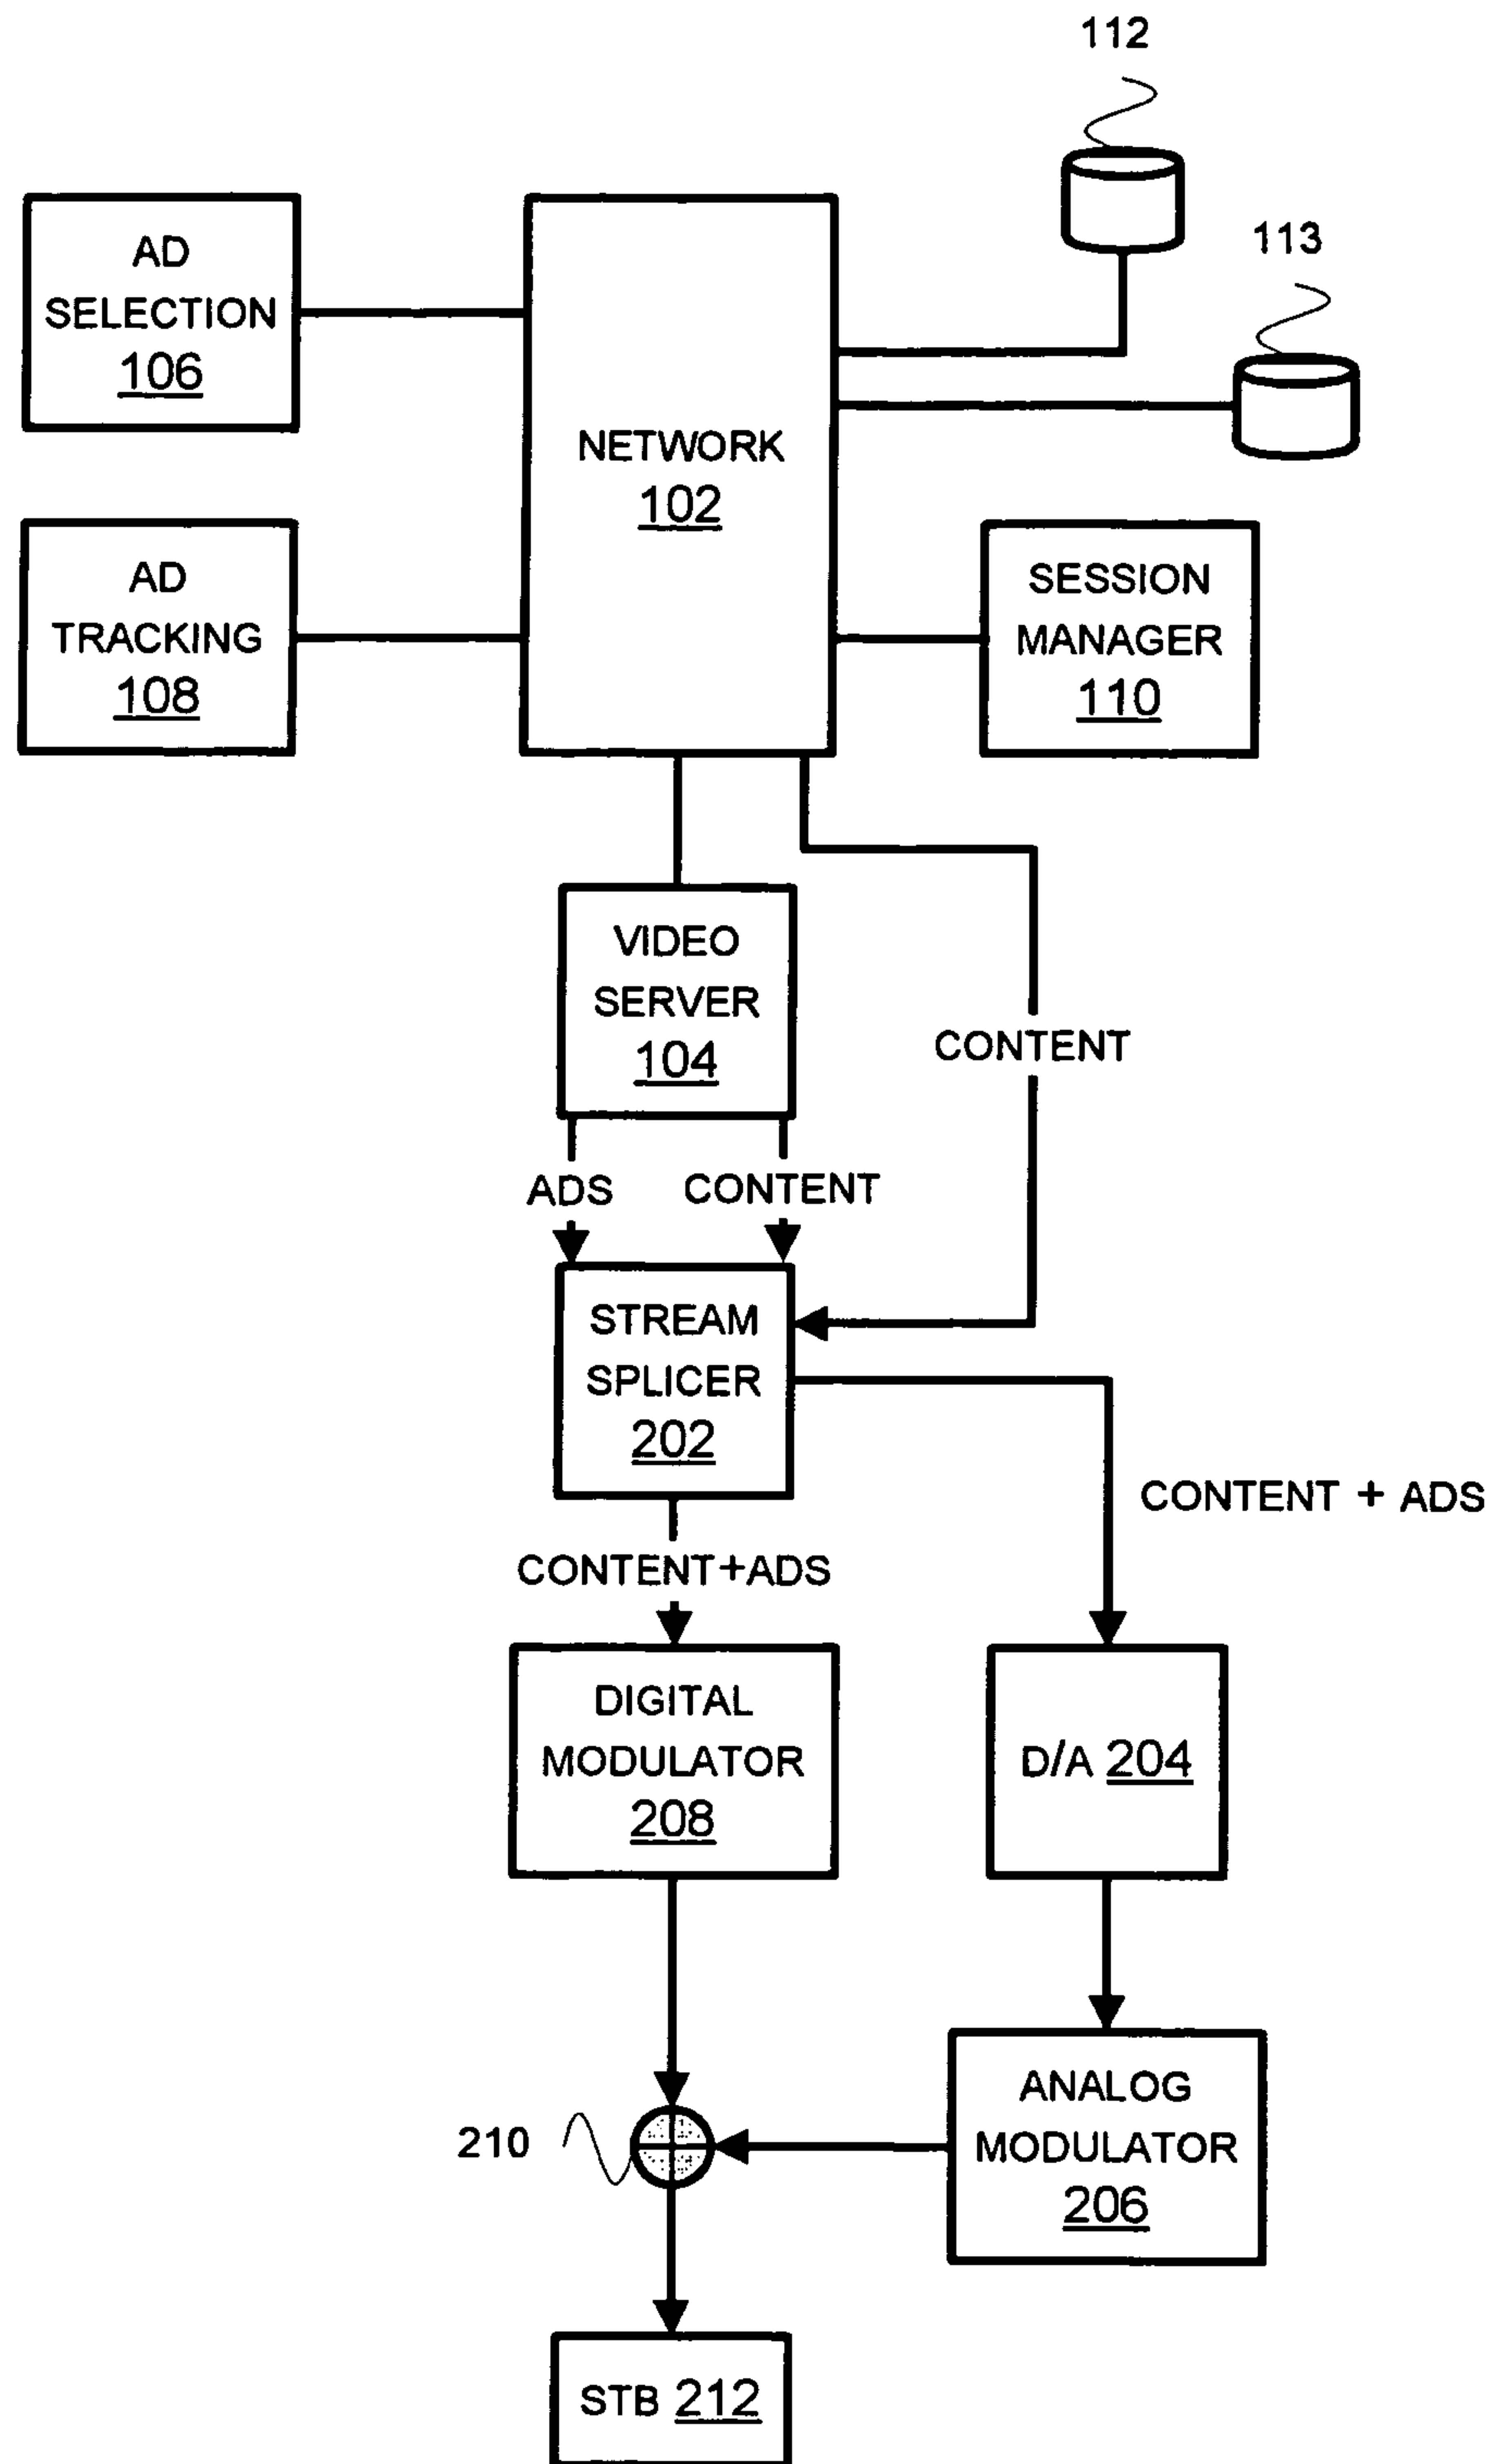 112
113
AD
SELECTION
106
NETWORK
102
AD
TRACKING
108
SESSION
MANAGER
110
VIDEO
SERVER
104
CONTENT
ADS
CONTENT
STREAM
SPLICER
202
CONTENT + ADS
CONTENT+ADS
DIGITAL
MODULATOR
208
D/A 204
210
ANALOG
MODULATOR
206
STB 212